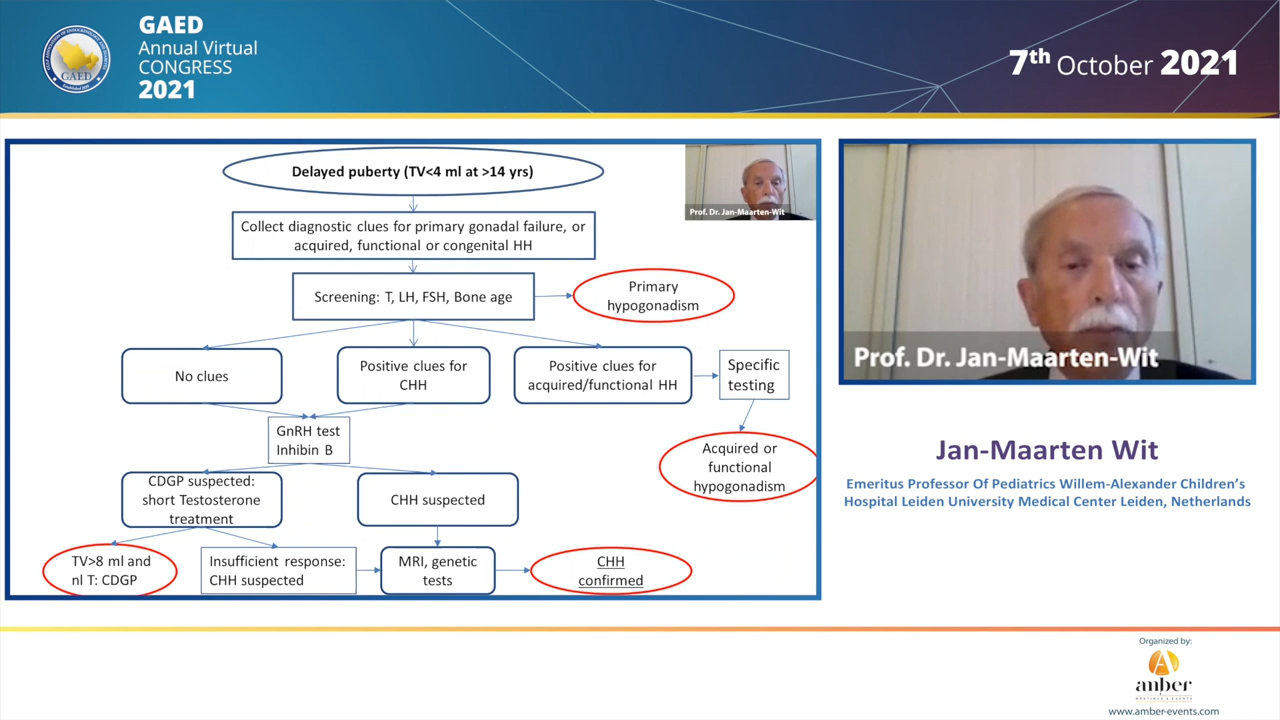 GAED
Annual Virtual
CONGRESS
2021
GAED
7th October 2021
Delayed puberty (TV<4 ml at >14 yrs)
Prof. Dr. Jan-Maarten-Wit
Collect diagnostic clues for primary gonadal failure, or
acquired, functional or congenital HH
Screening: T, LH, FSH, Bone age
Primary
hypogonadism
No clues
Positive clues for
CHH
Positive clues for
acquired/functional HH
Specific
testing
GnRH test
Inhibin B
Acquired or
functional
hypogonadism
CDGP suspected:
short Testosterone
treatment
CHH suspected
TV>8 ml and
nl T: CDGP
Insufficient response:
CHH suspected
MRI, genetic
tests
CHH
confirmed
Prof. Dr. Jan-Maarten-Wit
Jan-Maarten Wit
Emeritus Professor Of Pediatrics Willem-Alexander Children's
Hospital Leiden University Medical Center Leiden, Netherlands
Organized by:
anber
www.amber-events.com